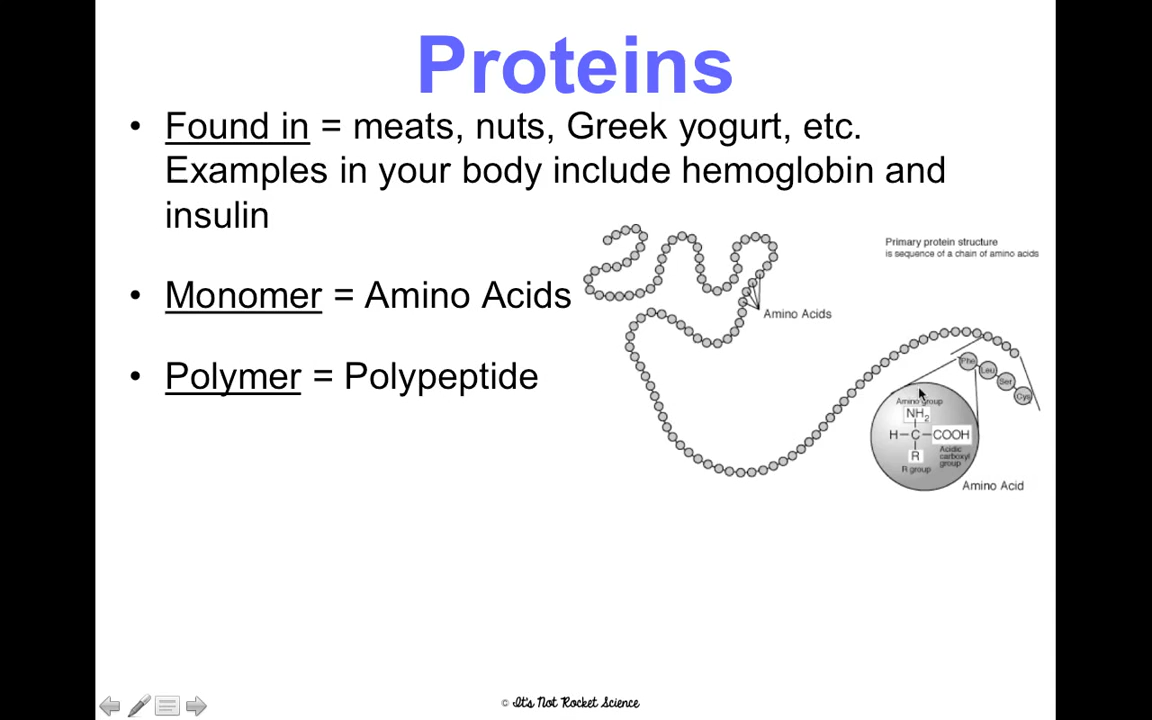 Proteins
• Found in = meats, nuts, Greek yogurt, etc.
Examples in your body include hemoglobin and
insulin
• Monomer = Amino Acids
• Polymer = Polypeptide
Primary protein structure
is sequence of a chain of amino acids
Amino Acids
Phe
Leu
Ser
Cys
Amino group
NH₂
H–C–COOH
R
Acidic
carboxyl
group
R group
Amino Acid
© It's Not Rocket Science